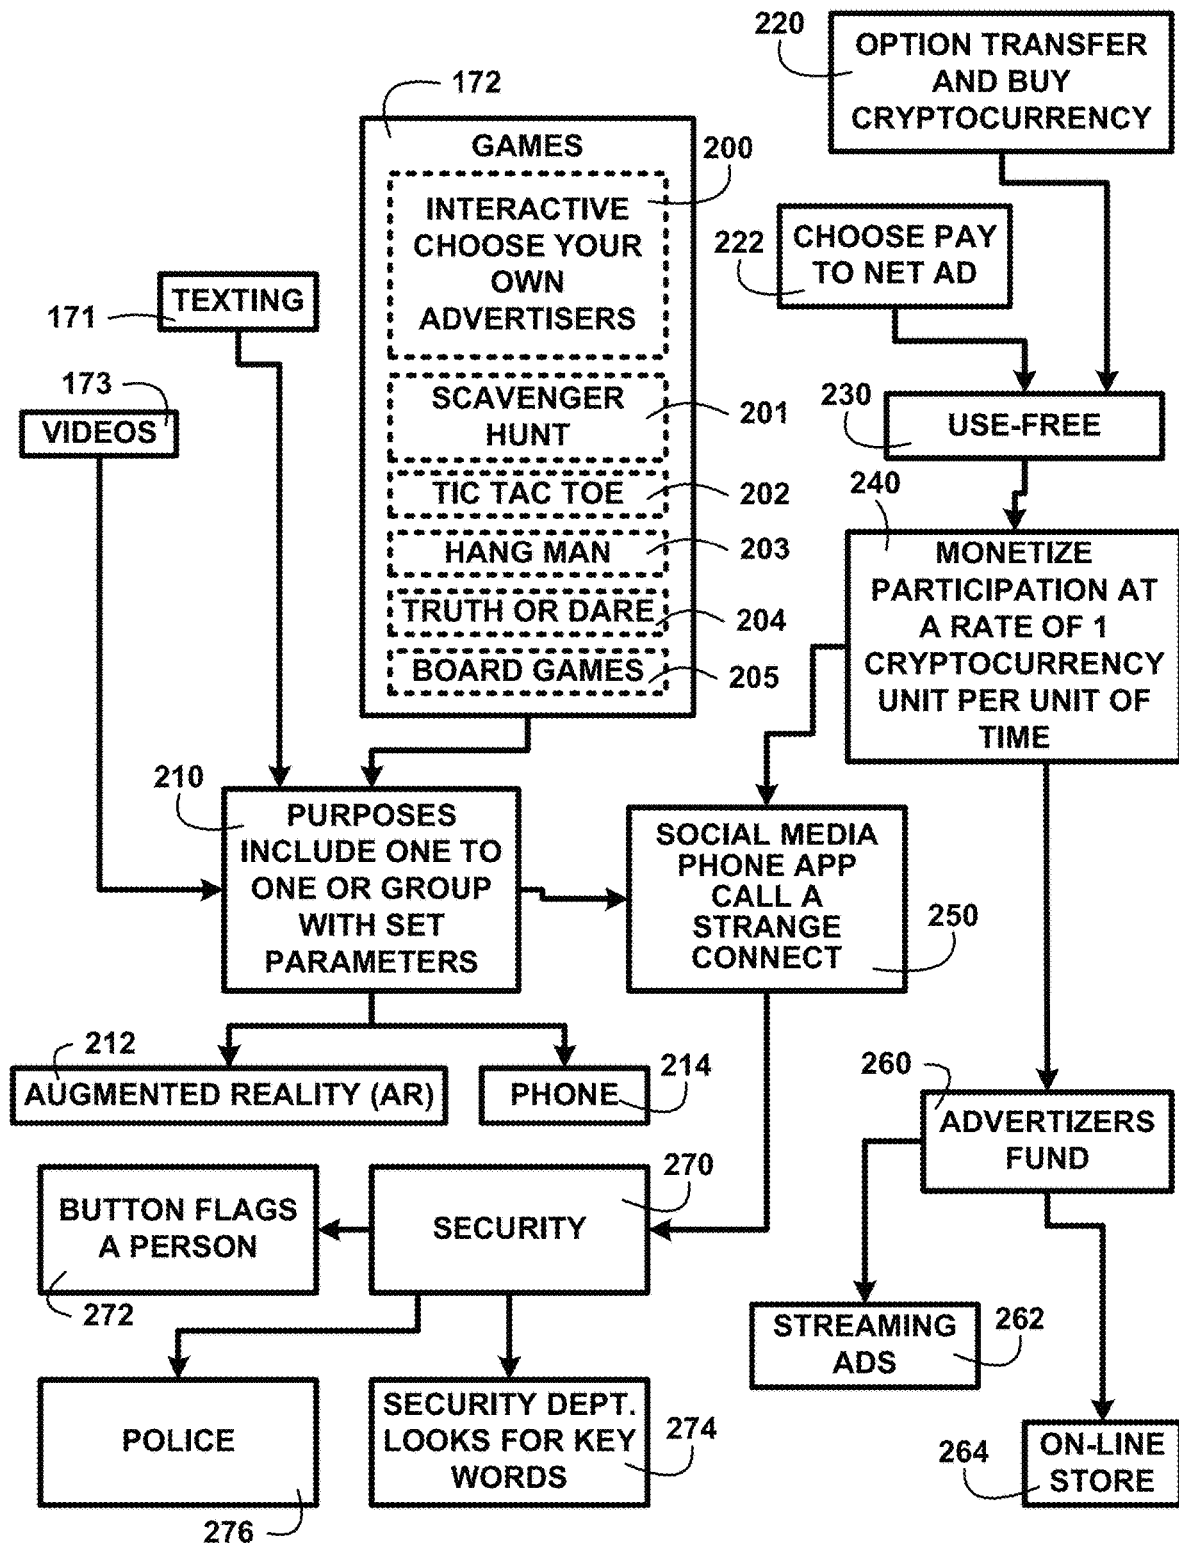 220
OPTION TRANSFER
AND BUY
CRYPTOCURRENCY
172
GAMES
200
INTERACTIVE
CHOOSE YOUR
OWN
ADVERTISERS
222
CHOOSE PAY
TO NET AD
TEXTING
171
173
VIDEOS
SCAVENGER
HUNT
201
230
USE-FREE
TIC TAC TOE
202
240
HANG MAN
203
MONETIZE
PARTICIPATION AT
A RATE OF 1
CRYPTOCURRENCY
UNIT PER UNIT OF
TIME
TRUTH OR DARE
204
BOARD GAMES
205
210
PURPOSES
INCLUDE ONE TO
ONE OR GROUP
WITH SET
PARAMETERS
SOCIAL MEDIA
PHONE APP
CALL A
STRANGE
CONNECT
250
212
AUGMENTED REALITY (AR)
PHONE
214
260
ADVERTIZERS
FUND
BUTTON FLAGS
A PERSON
272
SECURITY
270
STREAMING
ADS
262
POLICE
276
SECURITY DEPT.
LOOKS FOR KEY
WORDS
274
264
ON-LINE
STORE